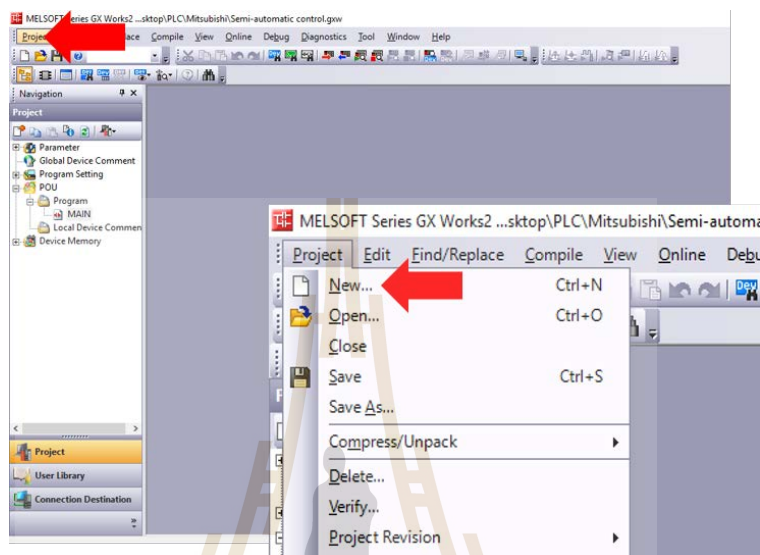 MELSOFT Series GX Works2 ...sktop\PLC\Mitsubishi\Semi-automatic control.gxw
Compile View Online Debug Diagnostics Tool Window Help
Navigation
Project
Parameter
Global Device Comment
Program Setting
POU
Program
MAIN
Local Device Commen
Device Memory
Project
User Library
Connection Destination
MELSOFT Series GX Works2 ...sktop\PLC\Mitsubishi\Semi-automa
Project Edit Find/Replace Compile View Online Debu
New... Ctrl+N
Open... Ctrl+O
Close
Save Ctrl+S
Save As...
Compress/Unpack
Delete...
Verify...
Project Revision